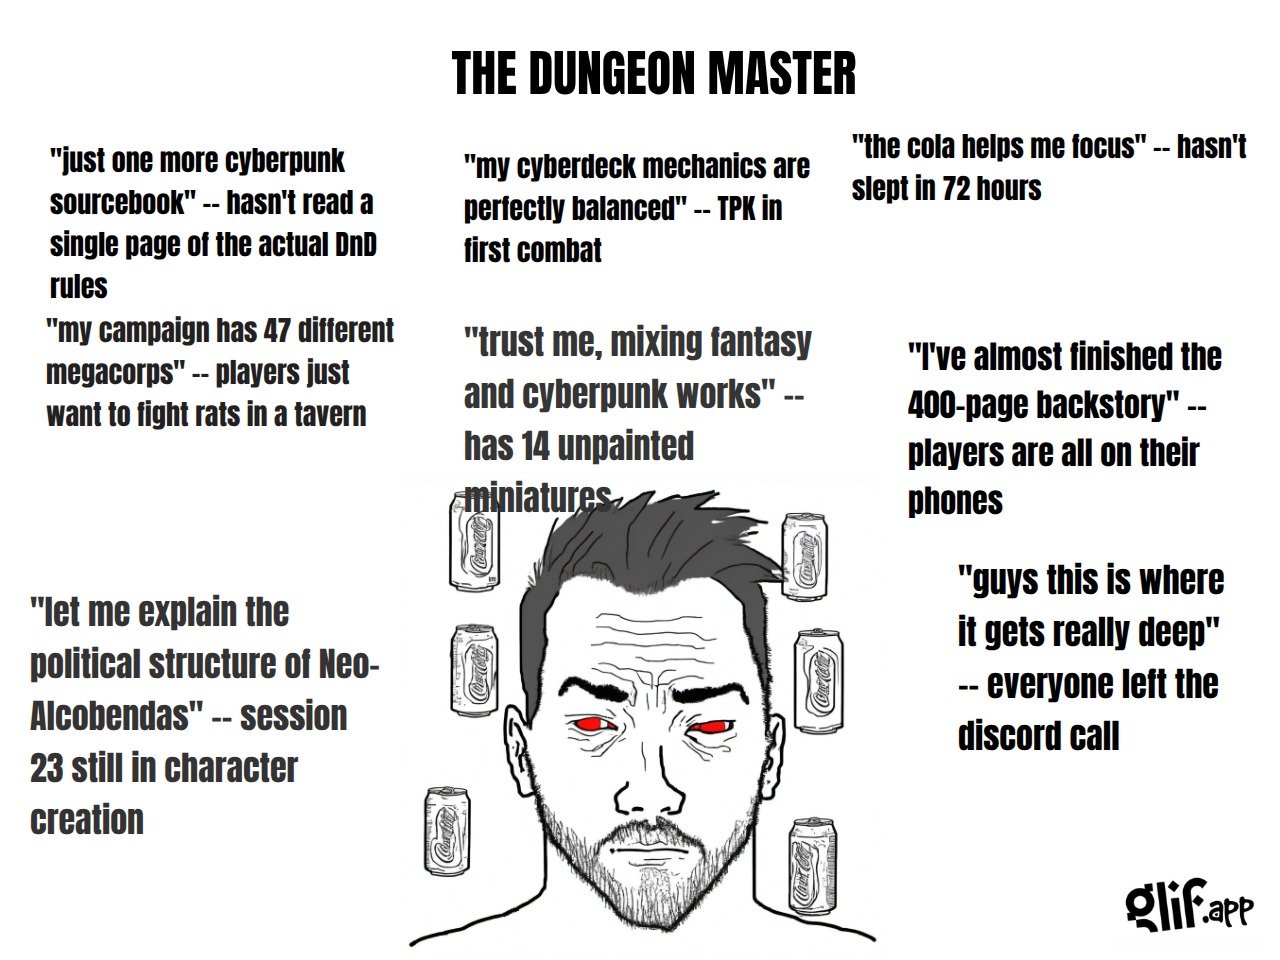 THE DUNGEON MASTER
"just one more cyberpunk
sourcebook" -- hasn't read a
single page of the actual DnD
rules
"my cyberdeck mechanics are
perfectly balanced" -- TPK in
first combat
"the cola helps me focus" -- hasn't
slept in 72 hours
"my campaign has 47 different
megacorps" -- players just
want to fight rats in a tavern
"trust me, mixing fantasy
and cyberpunk works" --
has 14 unpainted
miniatures
"I've almost finished the
400-page backstory" --
players are all on their
phones
"let me explain the
political structure of Neo-
Alcobendas" -- session
23 still in character
creation
"guys this is where
it gets really deep"
-- everyone left the
discord call
glif.app